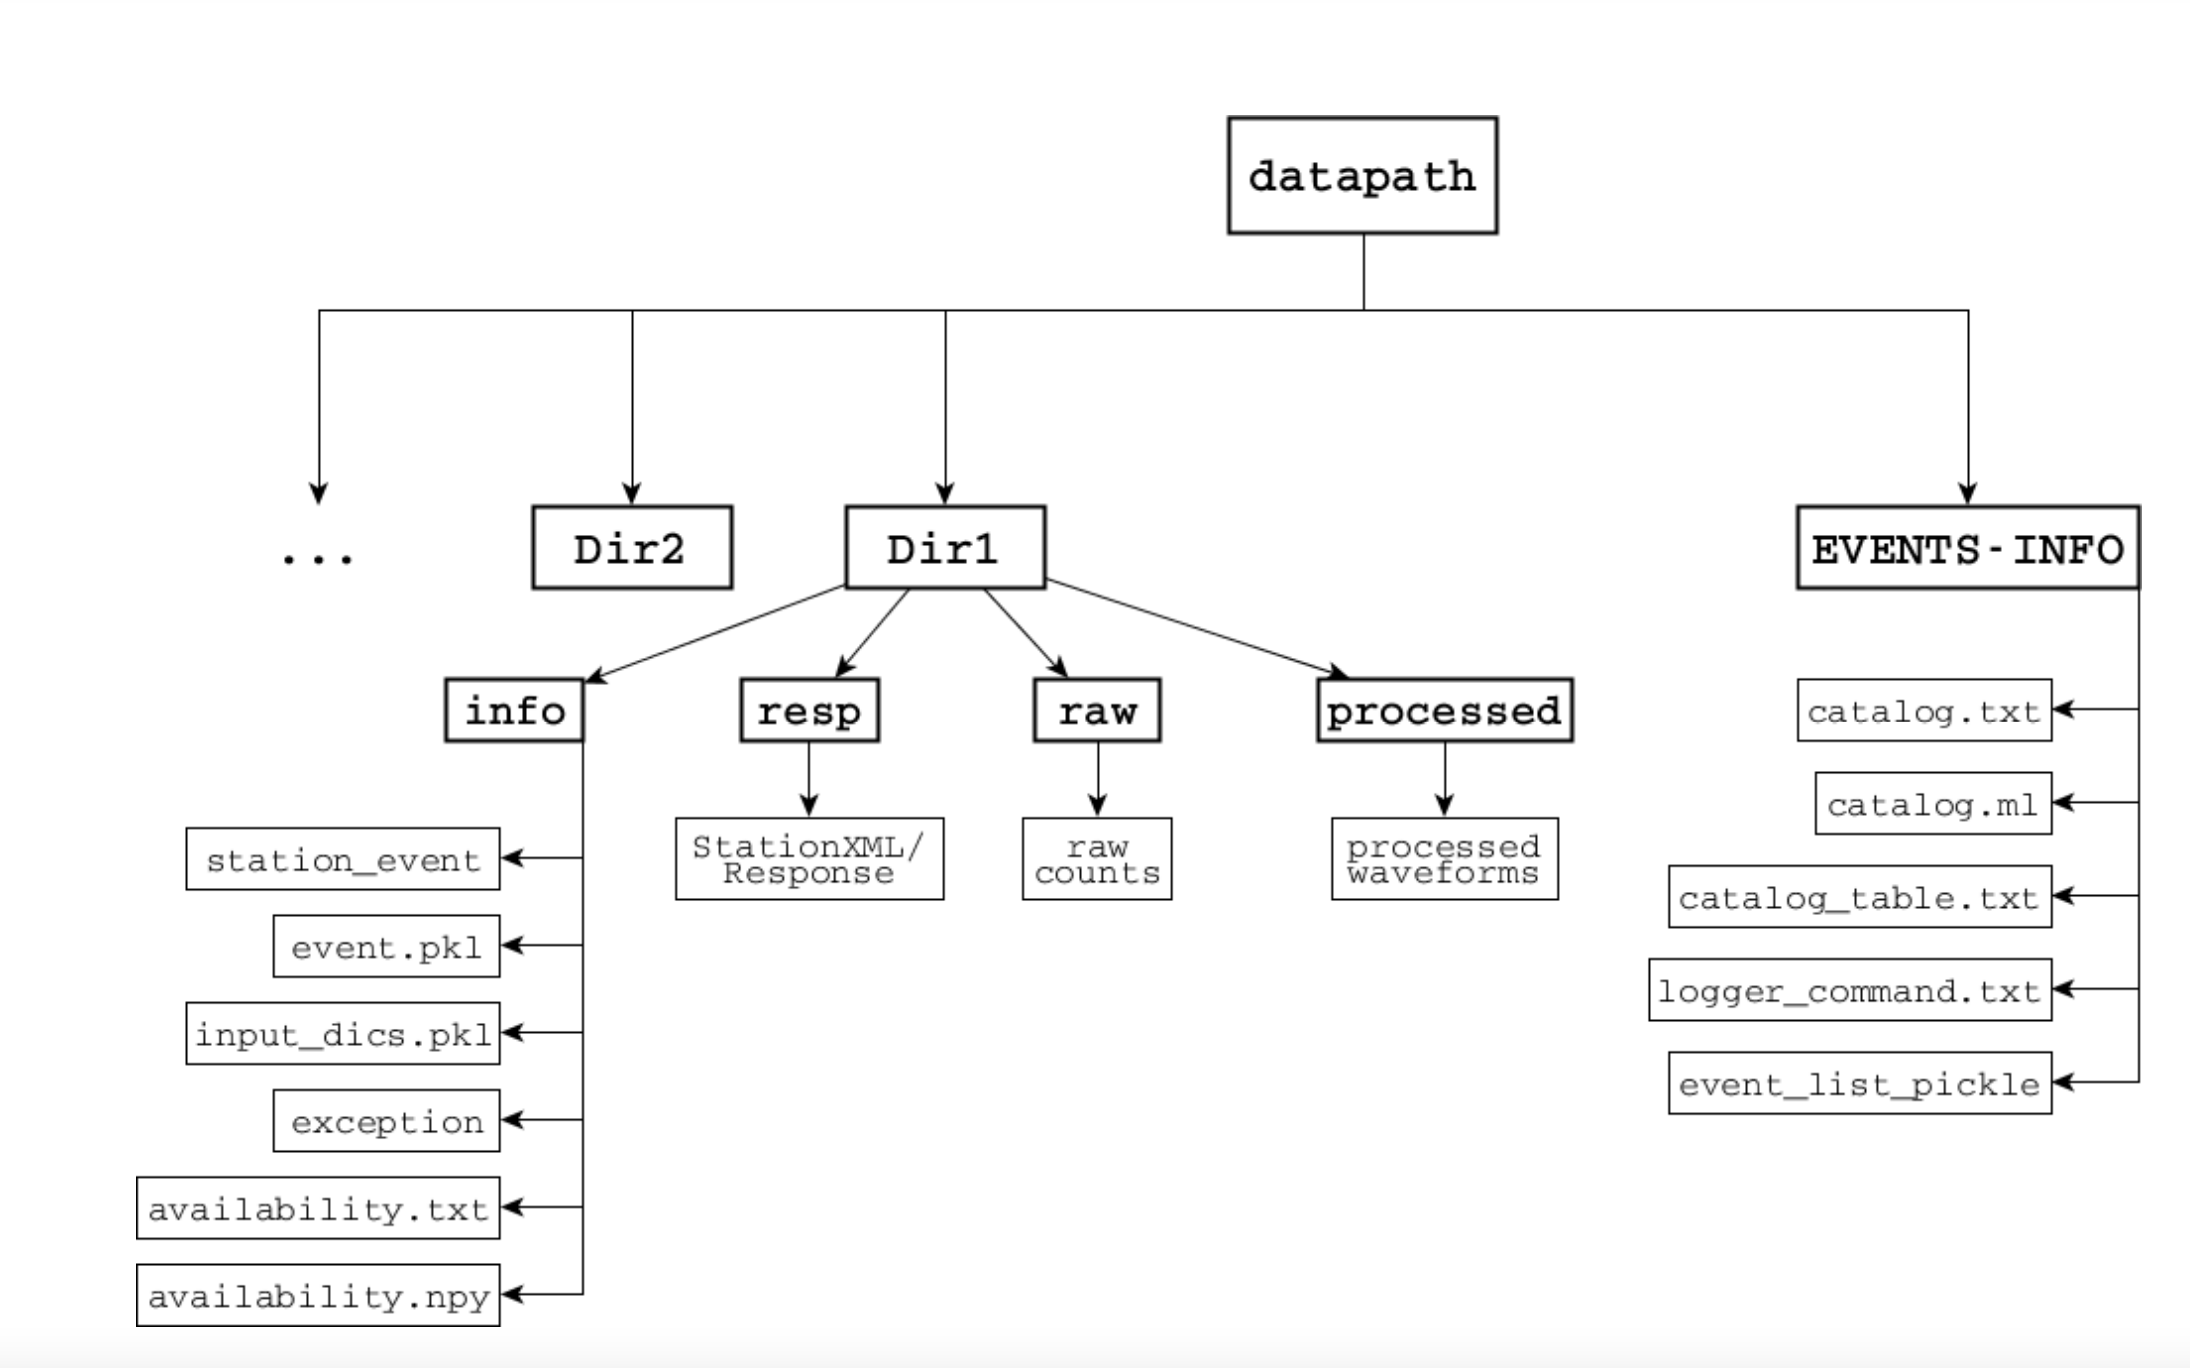 datapath
...
Dir2
Dir1
EVENTS-INFO
info
resp
raw
processed
station_event
event.pkl
input_dics.pkl
exception
availability.txt
availability.npy
StationXML/
Response
raw
counts
processed
waveforms
catalog.txt
catalog.ml
catalog_table.txt
logger_command.txt
event_list_pickle